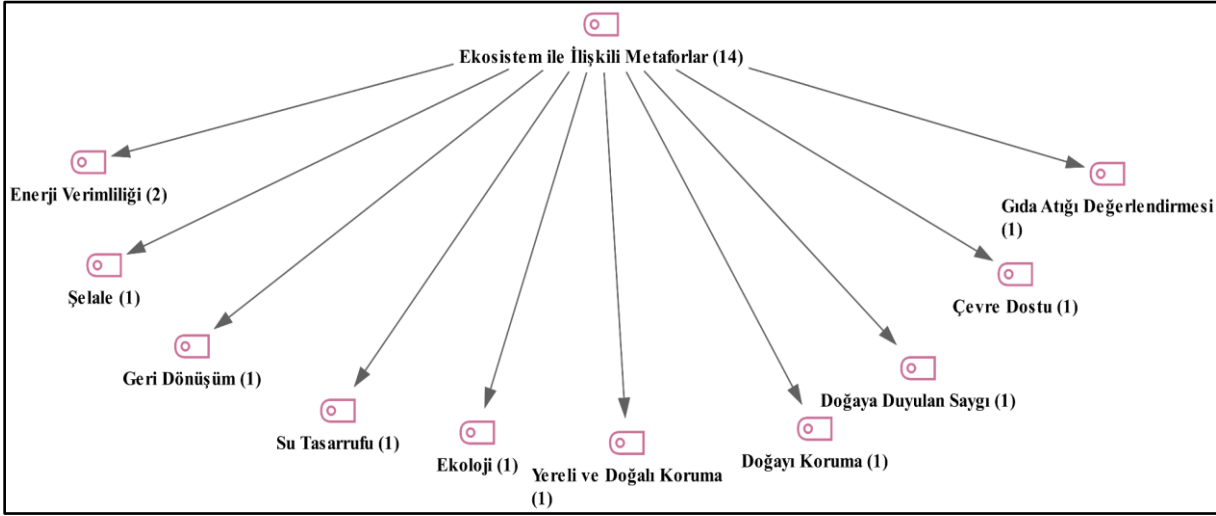 Ekosistem ile İlişkili Metaforlar (14)
Enerji Verimliliği (2)
Gıda Atığı Değerlendirmesi
(1)
Şelale (1)
Çevre Dostu (1)
Geri Dönüşüm (1)
Doğaya Duyulan Saygı (1)
Su Tasarrufu (1)
Ekoloji (1)
Yereli ve Doğalı Koruma
(1)
Doğayı Koruma (1)